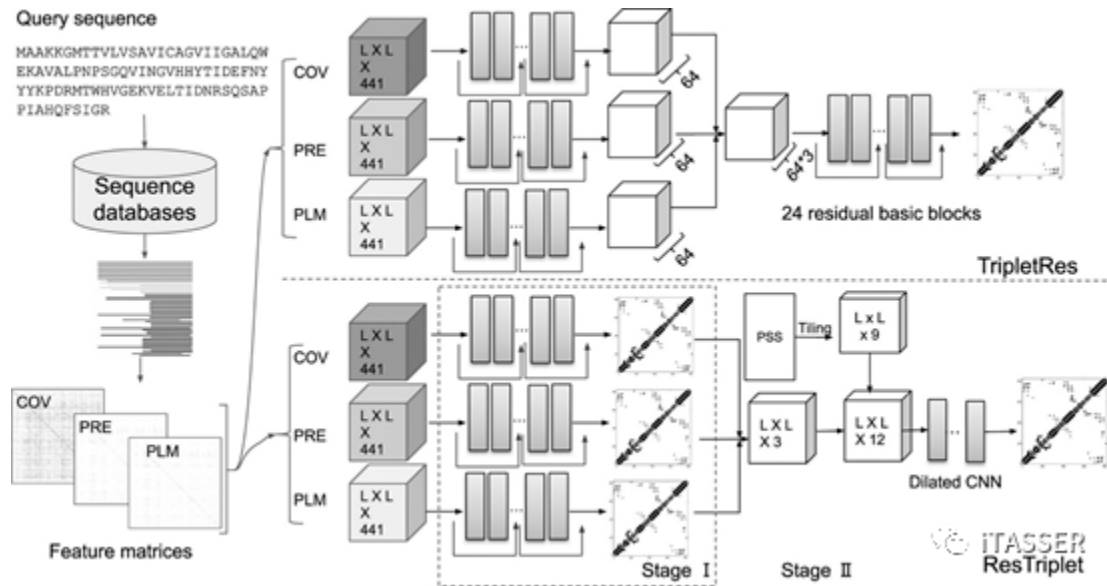 Query sequence
MAAKKGMTTVLVSAVICAGVIIGALQW
EKAVALPNPSGQVINGVHHYTIDEFNY
YYKPDRMTWHVGEKVELTIDNRSQSAP
PIAHQFSIGR
Sequence
databases
COV
PRE
PLM
Feature matrices
COV
PRE
PLM
L X L
X
441
L X L
X
441
L X L
X
441
64
64
64
64*3
24 residual basic blocks
TripletRes
COV
PRE
PLM
L X L
X
441
L X L
X
441
L X L
X
441
Stage I
PSS
Tiling
L x L
x 9
L X L
X 3
L X L
X 12
Dilated CNN
Stage II
iTASSER
ResTriplet